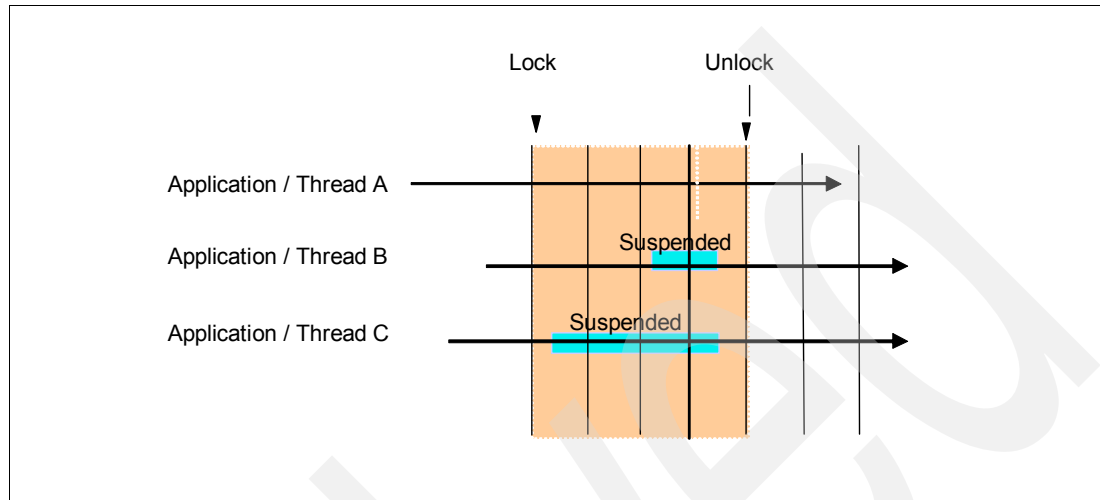 Lock Unlock
Application / Thread A
Suspended
Application / Thread B
Suspended
Application / Thread C